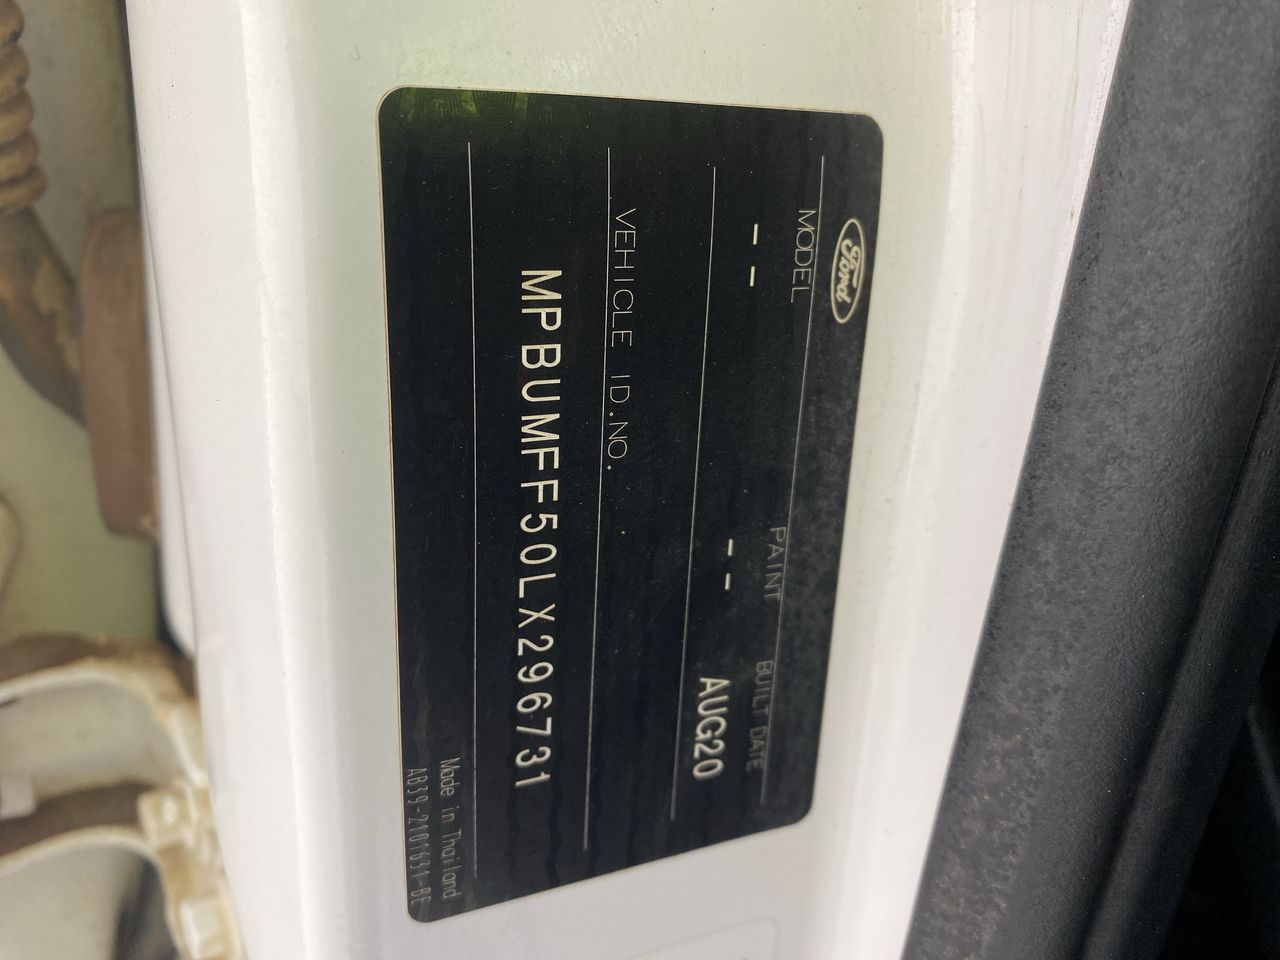 Ford
MODEL PAINT BUILT DATE
-- -- AUG20
VEHICLE ID.NO.
MPBUMFF50LX296731
Made in Thailand
AB39-2101631-BE